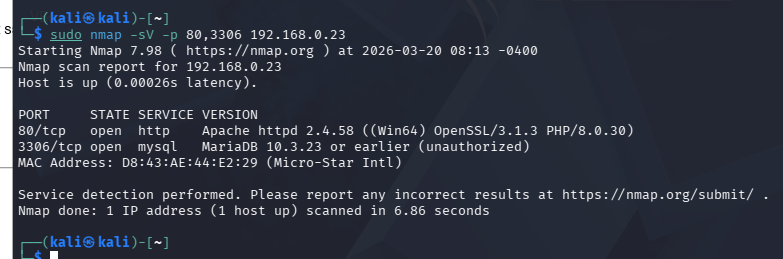 ┌──(kali㉿kali)-[~]
└─$ sudo nmap -sV -p 80,3306 192.168.0.23
Starting Nmap 7.98 ( https://nmap.org ) at 2026-03-20 08:13 -0400
Nmap scan report for 192.168.0.23
Host is up (0.00026s latency).

PORT     STATE SERVICE VERSION
80/tcp   open  http    Apache httpd 2.4.58 ((Win64) OpenSSL/3.1.3 PHP/8.0.30)
3306/tcp open  mysql   MariaDB 10.3.23 or earlier (unauthorized)
MAC Address: D8:43:AE:44:E2:29 (Micro-Star Intl)

Service detection performed. Please report any incorrect results at https://nmap.org/submit/ .
Nmap done: 1 IP address (1 host up) scanned in 6.86 seconds

┌──(kali㉿kali)-[~]
└─$